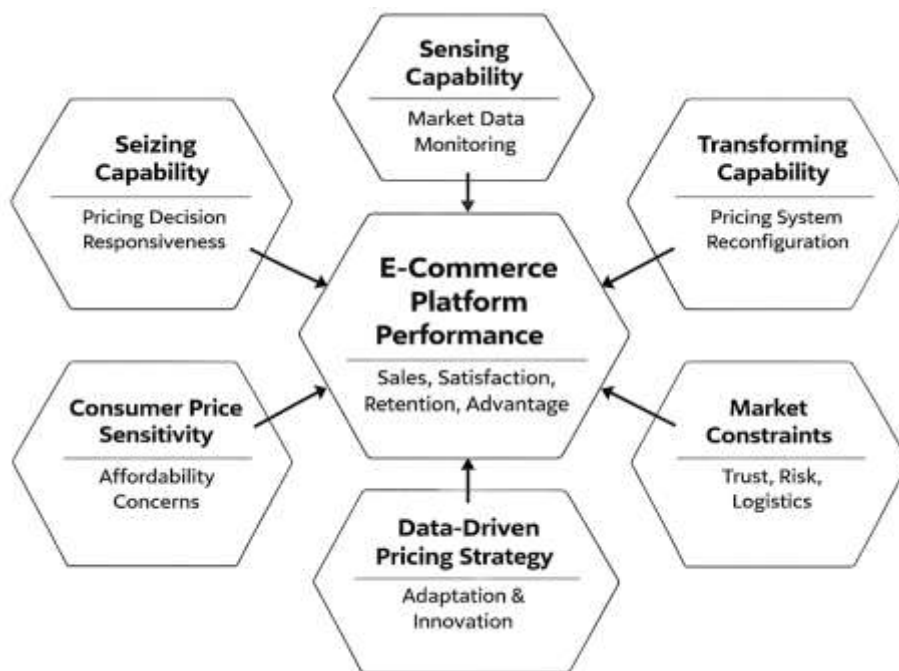 Sensing
Capability
Market Data
Monitoring
Seizing
Capability
Pricing Decision
Responsiveness
Transforming
Capability
Pricing System
Reconfiguration
E-Commerce
Platform
Performance
Sales, Satisfaction,
Retention, Advantage
Consumer Price
Sensitivity
Affordability
Concerns
Market
Constraints
Trust, Risk,
Logistics
Data-Driven
Pricing Strategy
Adaptation &
Innovation